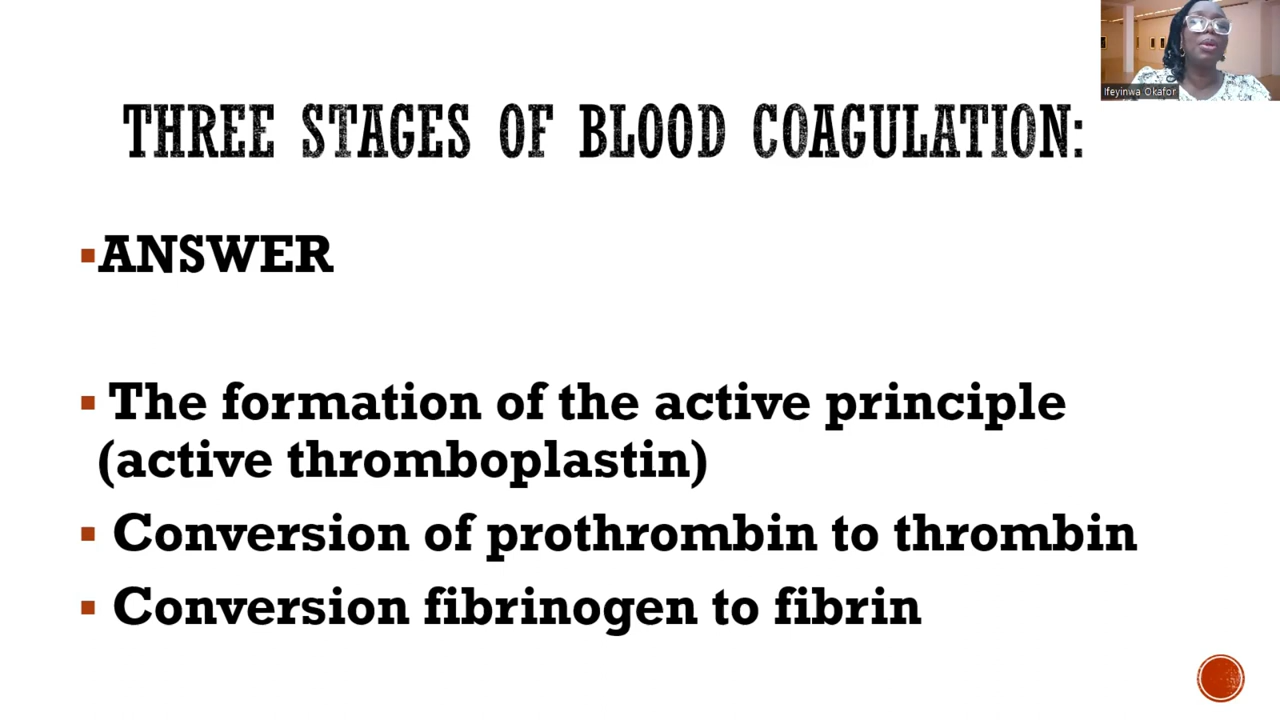 Ifeyinwa Okafor
THREE STAGES OF BLOOD COAGULATION:
ANSWER
The formation of the active principle
(active thromboplastin)
Conversion of prothrombin to thrombin
Conversion fibrinogen to fibrin